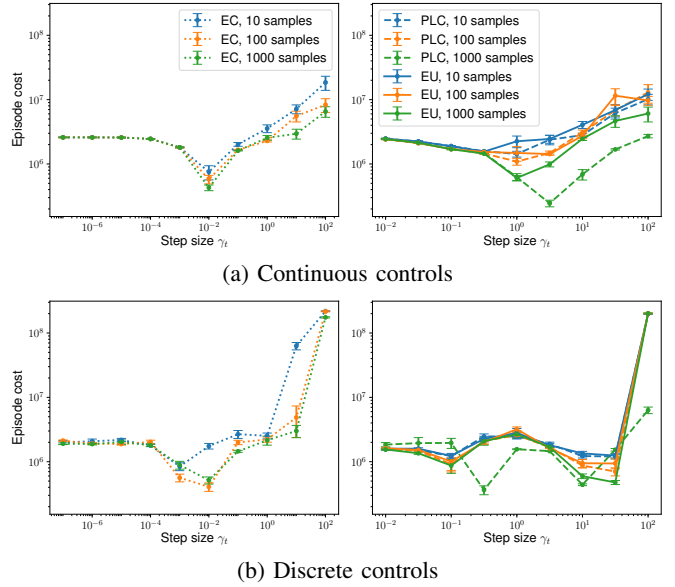 10^8
10^7
10^6
Episode cost
EC, 10 samples
EC, 100 samples
EC, 1000 samples
10^−6
10^−4
10^−2
10^0
10^2
Step size γ_t
10^8
10^7
10^6
PLC, 10 samples
PLC, 100 samples
PLC, 1000 samples
EU, 10 samples
EU, 100 samples
EU, 1000 samples
10^−2
10^−1
10^0
10^1
10^2
Step size γ_t
(a) Continuous controls
10^8
10^7
10^6
Episode cost
10^−6
10^−4
10^−2
10^0
10^2
Step size γ_t
10^8
10^7
10^6
10^−2
10^−1
10^0
10^1
10^2
Step size γ_t
(b) Discrete controls